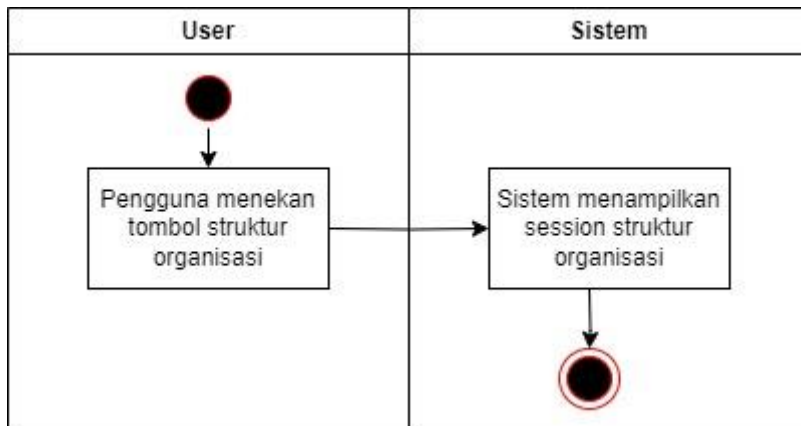 User
Sistem
Pengguna menekan
tombol struktur
organisasi
Sistem menampilkan
session struktur
organisasi